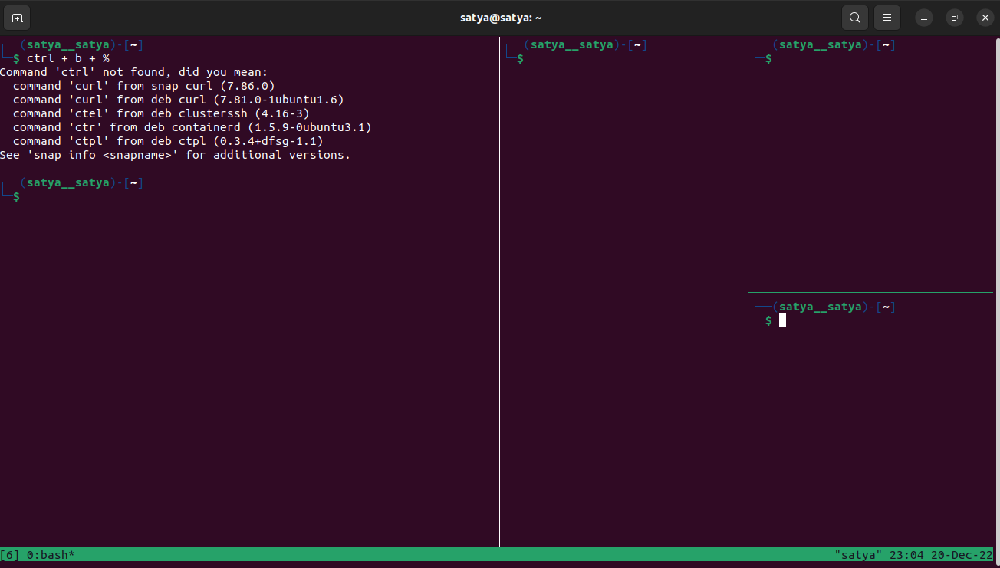 satya@satya: ~
(satya__satya)-[~]
$ ctrl + b + %
Command 'ctrl' not found, did you mean:
command 'curl' from snap curl (7.86.0)
command 'curl' from deb curl (7.81.0-1ubuntu1.6)
command 'ctel' from deb clusterssh (4.16-3)
command 'ctr' from deb containerd (1.5.9-0ubuntu3.1)
command 'ctpl' from deb ctpl (0.3.4+dfsg-1.1)
See 'snap info <snapname>' for additional versions.
(satya__satya)-[~]
$
(satya__satya)-[~]
$
(satya__satya)-[~]
$
(satya__satya)-[~]
$
[6] 0:bash* "satya" 23:04 20-Dec-22